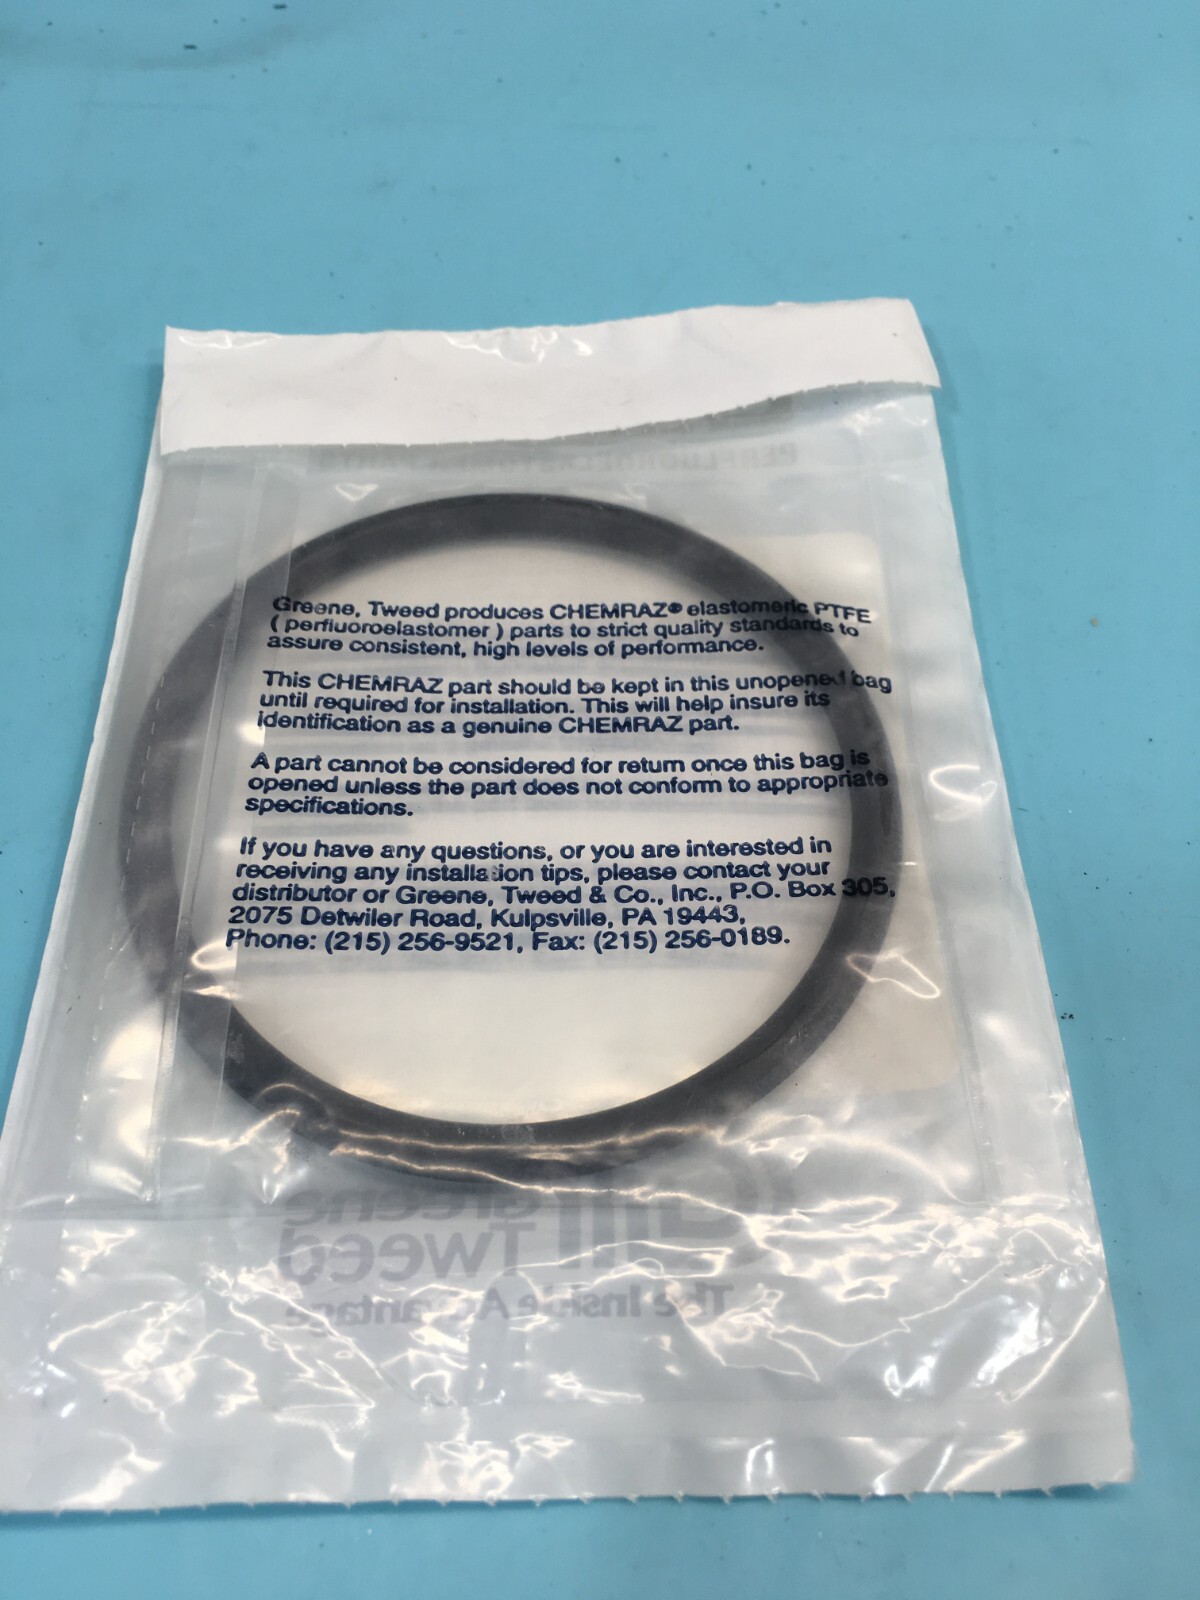 Greene, Tweed produces CHEMRAZ® elastomeric PTFE
( perfluoroelastomer ) parts to strict quality standards to
assure consistent, high levels of performance.
This CHEMRAZ part should be kept in this unopened bag
until required for installation. This will help insure its
identification as a genuine CHEMRAZ part.
A part cannot be considered for return once this bag is
opened unless the part does not conform to appropriate
specifications.
If you have any questions, or you are interested in
receiving any installation tips, please contact your
distributor or Greene, Tweed & Co., Inc., P.O. Box 305,
2075 Detwiler Road, Kulpsville, PA 19443,
Phone: (215) 256-9521, Fax: (215) 256-0189.
Greene
Tweed
The Inside Advantage